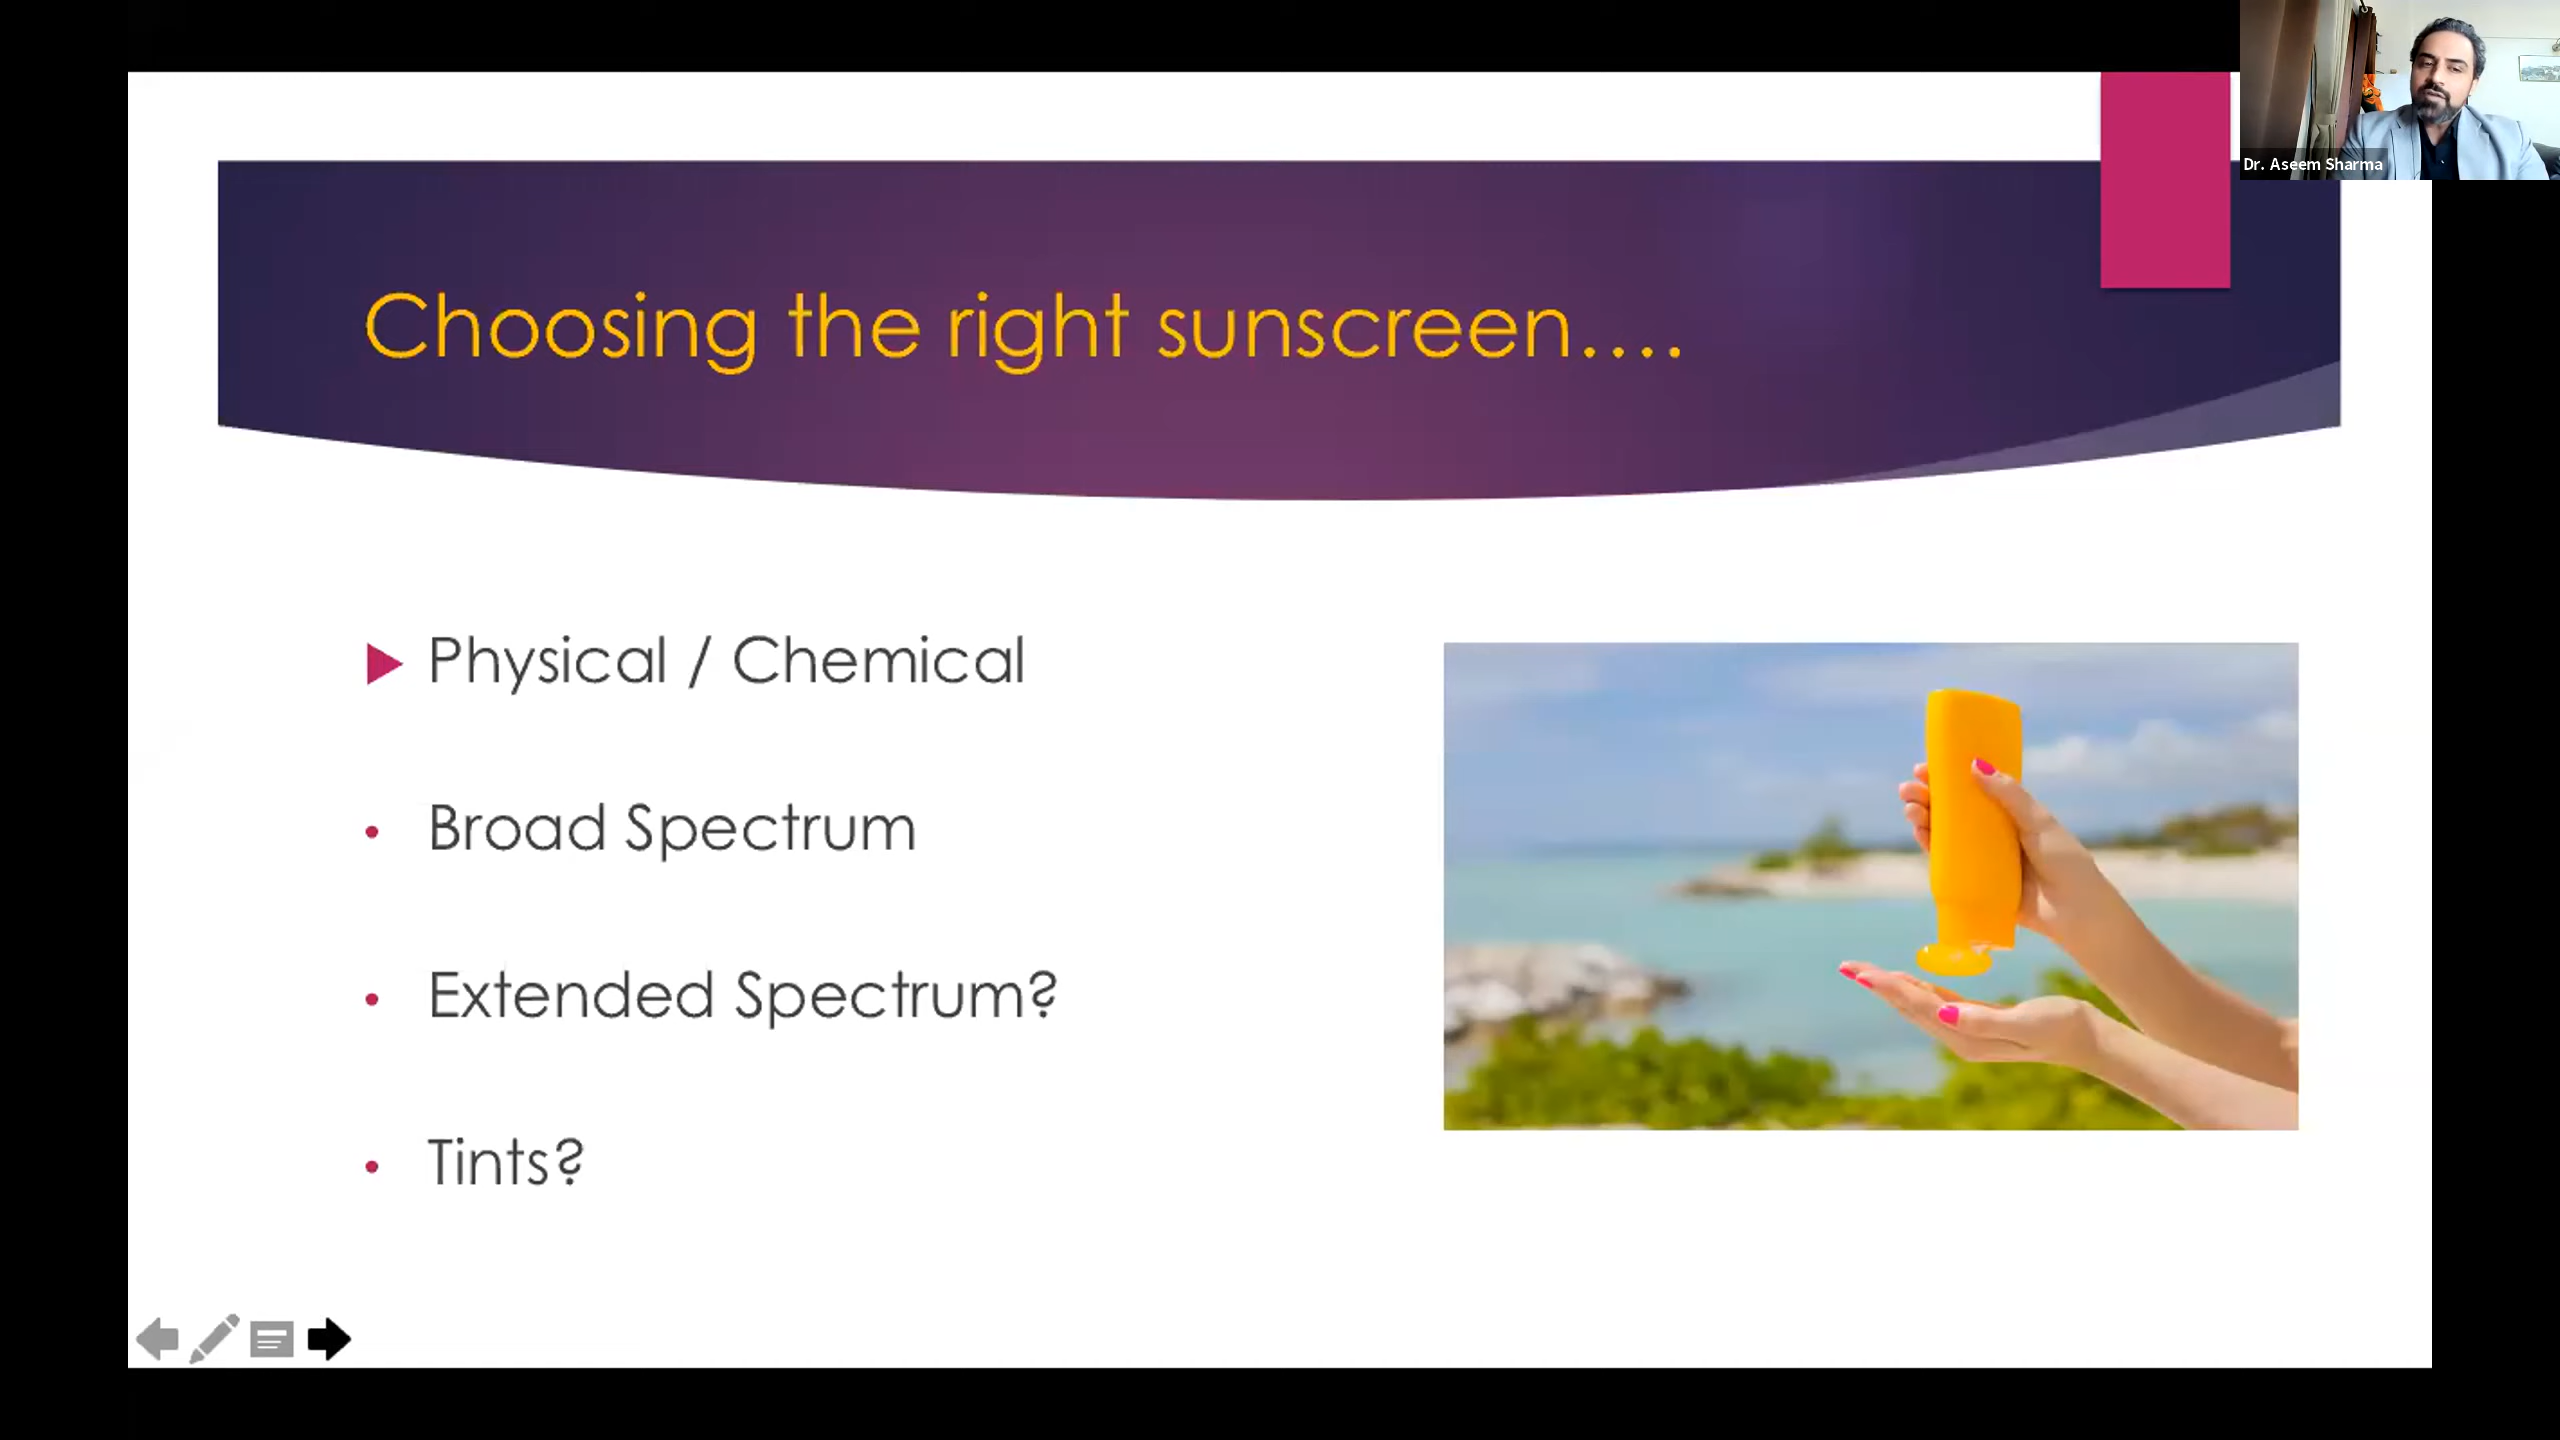 Dr. Aseem Sharma
Choosing the right sunscreen....
Physical / Chemical
Broad Spectrum
Extended Spectrum?
Tints?